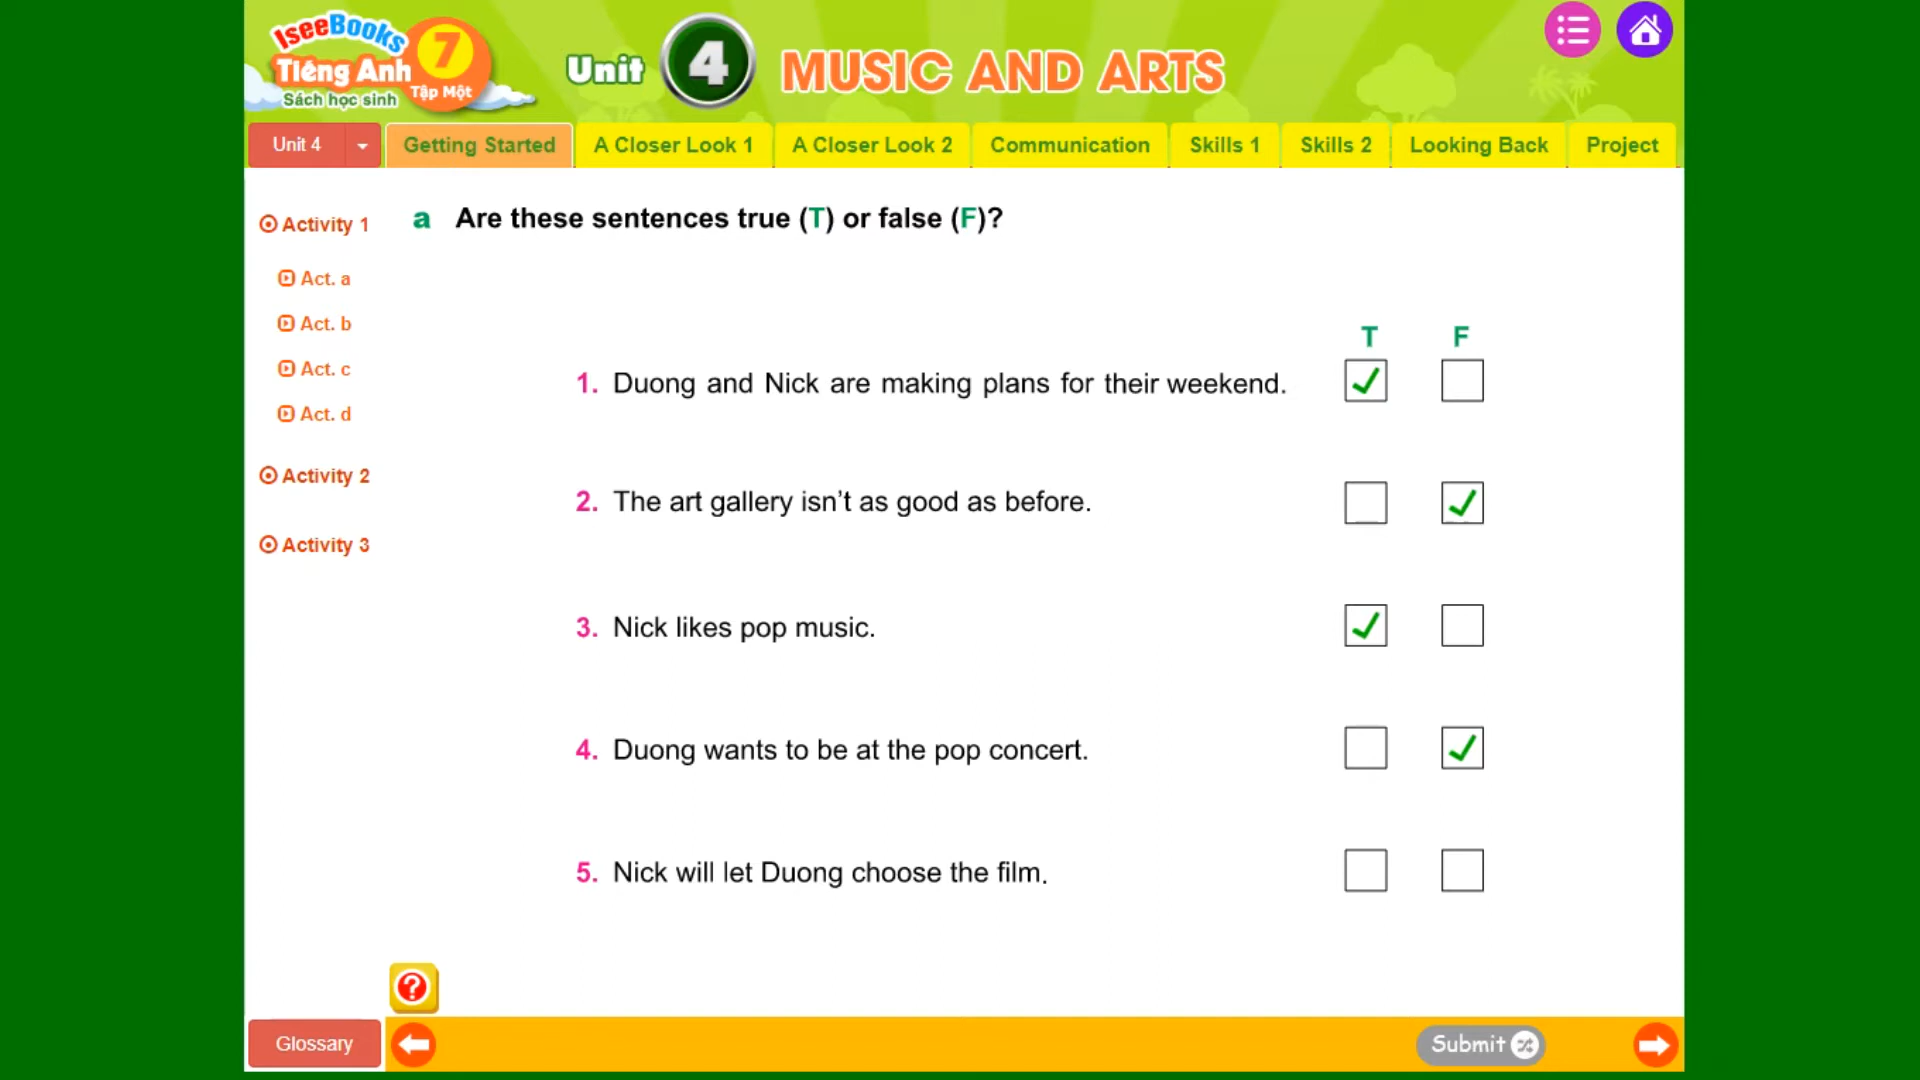 IseeBooks
Tiếng Anh 7
Tập Một
Sách học sinh
Unit 4 MUSIC AND ARTS
Unit 4
Getting Started
A Closer Look 1
A Closer Look 2
Communication
Skills 1
Skills 2
Looking Back
Project
Activity 1
Act. a
Act. b
Act. c
Act. d
Activity 2
Activity 3
a Are these sentences true (T) or false (F)?
T F
1. Duong and Nick are making plans for their weekend.
2. The art gallery isn’t as good as before.
3. Nick likes pop music.
4. Duong wants to be at the pop concert.
5. Nick will let Duong choose the film.
?
Glossary
Submit